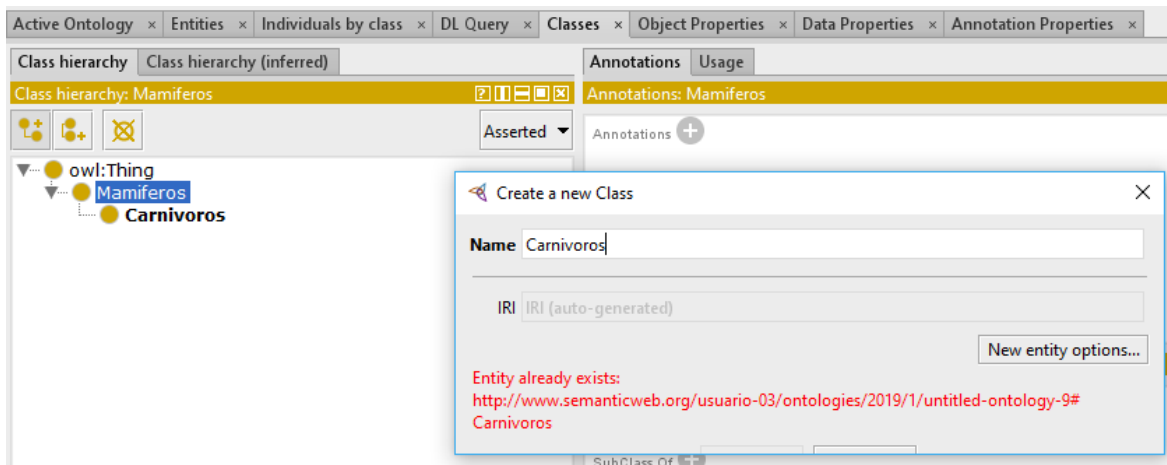 Active Ontology × Entities × Individuals by class × DL Query × Classes × Object Properties × Data Properties × Annotation Properties ×
Class hierarchy Class hierarchy (inferred)
Class hierarchy: Mamiferos
Asserted
owl:Thing
Mamiferos
Carnivoros
Annotations Usage
Annotations: Mamiferos
Annotations
Create a new Class
Name Carnivoros
IRI IRI (auto-generated)
New entity options...
Entity already exists:
http://www.semanticweb.org/usuario-03/ontologies/2019/1/untitled-ontology-9#
Carnivoros
SubClass Of